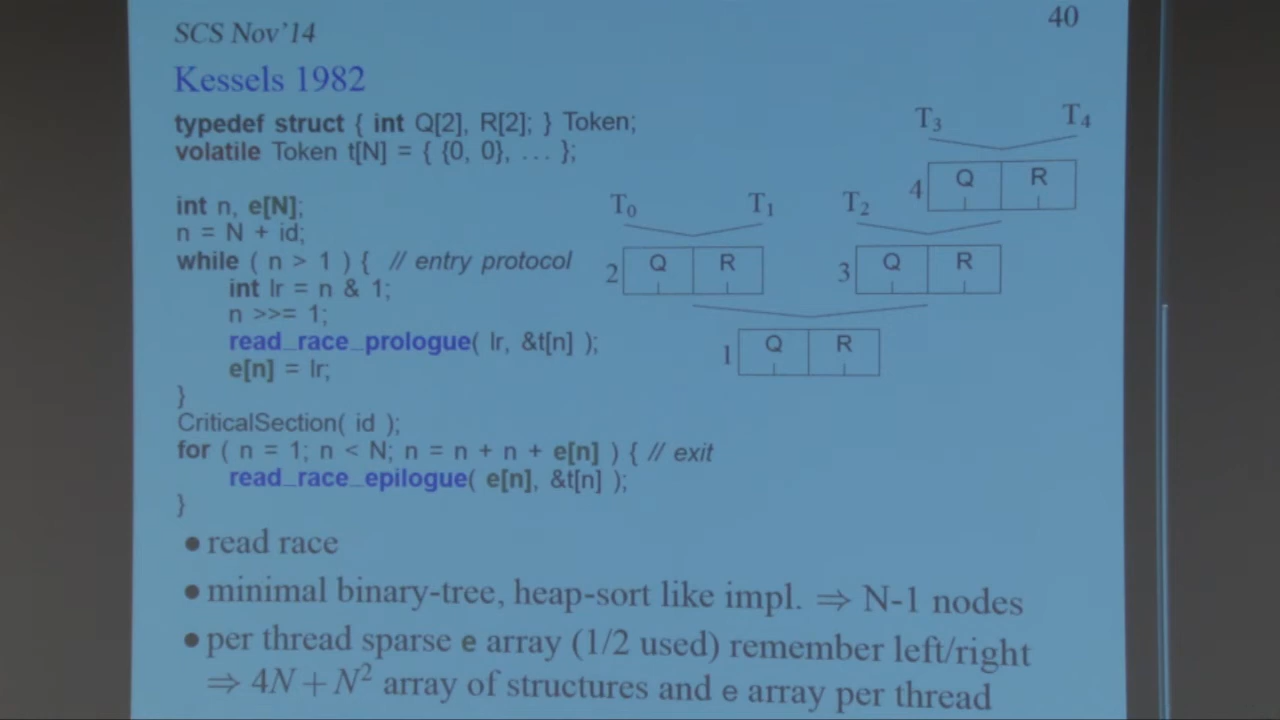 SCS Nov'14
40
Kessels 1982
typedef struct { int Q[2], R[2]; } Token;
volatile Token t[N] = { {0, 0}, ... };
int n, e[N];
n = N + id;
while ( n > 1 ) { // entry protocol
int lr = n & 1;
n >>= 1;
read_race_prologue( lr, &t[n] );
e[n] = lr;
}
CriticalSection( id );
for ( n = 1; n < N; n = n + n + e[n] ) { // exit
read_race_epilogue( e[n], &t[n] );
}
T3 T4
4 Q R
T0 T1 T2
2 Q R 3 Q R
1 Q R
• read race
• minimal binary-tree, heap-sort like impl. ⇒ N-1 nodes
• per thread sparse e array (1/2 used) remember left/right
⇒ 4N + N² array of structures and e array per thread